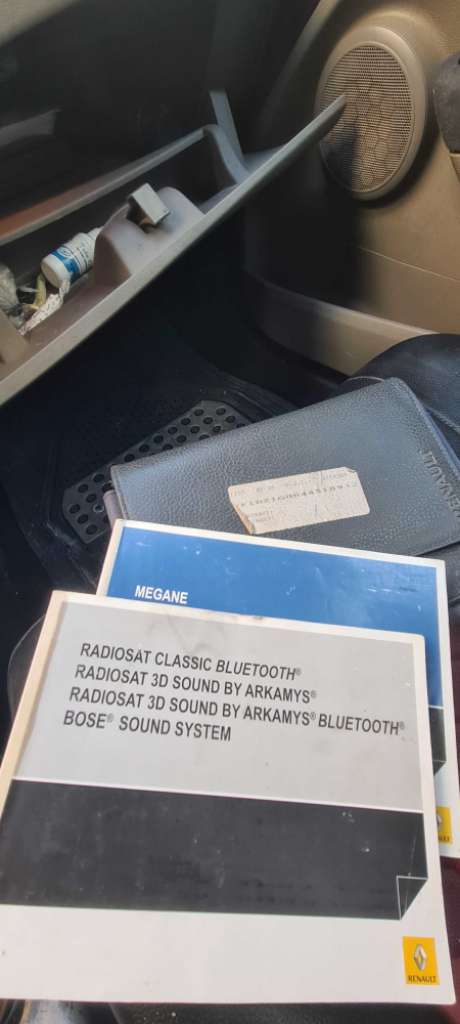 RENAULT
MEGANE
RADIOSAT CLASSIC BLUETOOTH®
RADIOSAT 3D SOUND BY ARKAMYS®
RADIOSAT 3D SOUND BY ARKAMYS® BLUETOOTH®
BOSE® SOUND SYSTEM
RENAULT